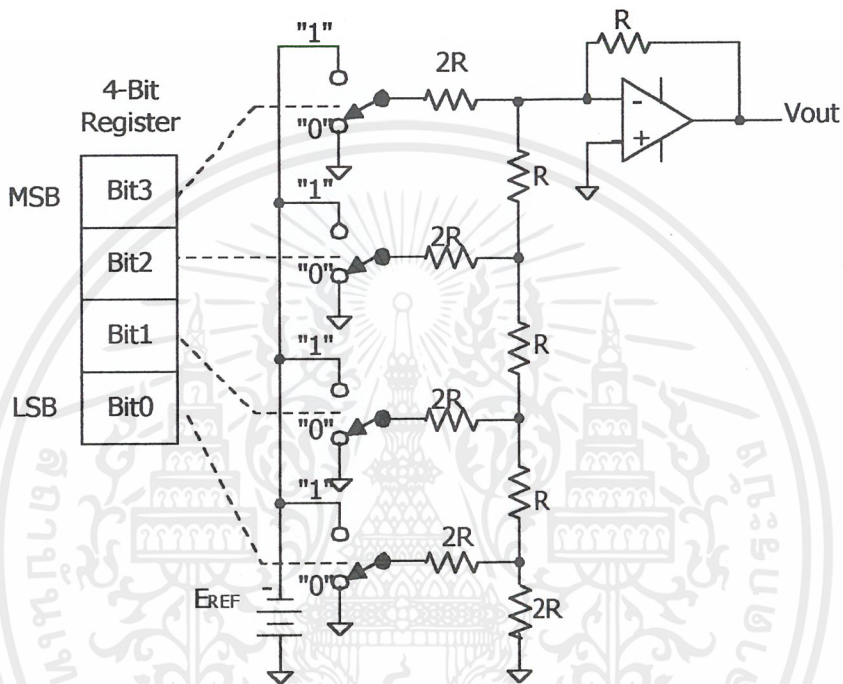 "1"
R
2R
4-Bit
Register
"0"
-
+
Vout
MSB
Bit3
"1"
R
2R
Bit2
"0"
"1"
R
Bit1
2R
LSB
Bit0
"0"
"1"
R
2R
"0"
-
EREF
2R